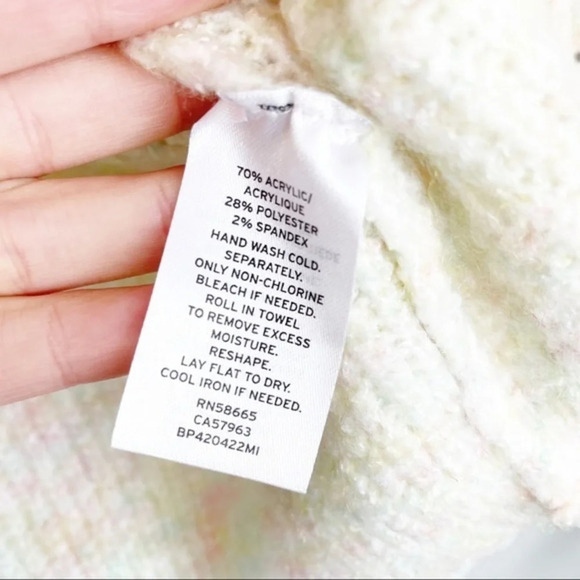 70% ACRYLIC/
ACRYLIQUE
28% POLYESTER
2% SPANDEX
HAND WASH COLD.
SEPARATELY.
ONLY NON-CHLORINE
BLEACH IF NEEDED.
ROLL IN TOWEL
TO REMOVE EXCESS
MOISTURE.
RESHAPE.
LAY FLAT TO DRY.
COOL IRON IF NEEDED.
RN58665
CA57963
BP420422MI